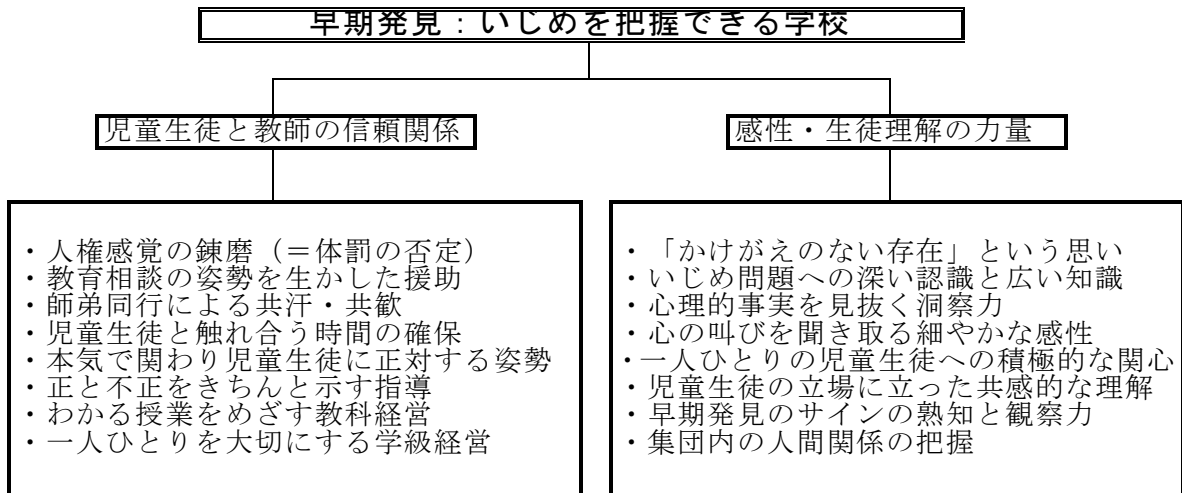 早期発見：いじめを把握できる学校
児童生徒と教師の信頼関係
感性・生徒理解の力量
・人権感覚の錬磨（＝体罰の否定）
・教育相談の姿勢を生かした援助
・師弟同行による共汗・共歓
・児童生徒と触れ合う時間の確保
・本気で関わり児童生徒に正対する姿勢
・正と不正をきちんと示す指導
・わかる授業をめざす教科経営
・一人ひとりを大切にする学級経営
・「かけがえのない存在」という思い
・いじめ問題への深い認識と広い知識
・心理的事実を見抜く洞察力
・心の叫びを聞き取る細やかな感性
・一人ひとりの児童生徒への積極的な関心
・児童生徒の立場に立った共感的な理解
・早期発見のサインの熟知と観察力
・集団内の人間関係の把握